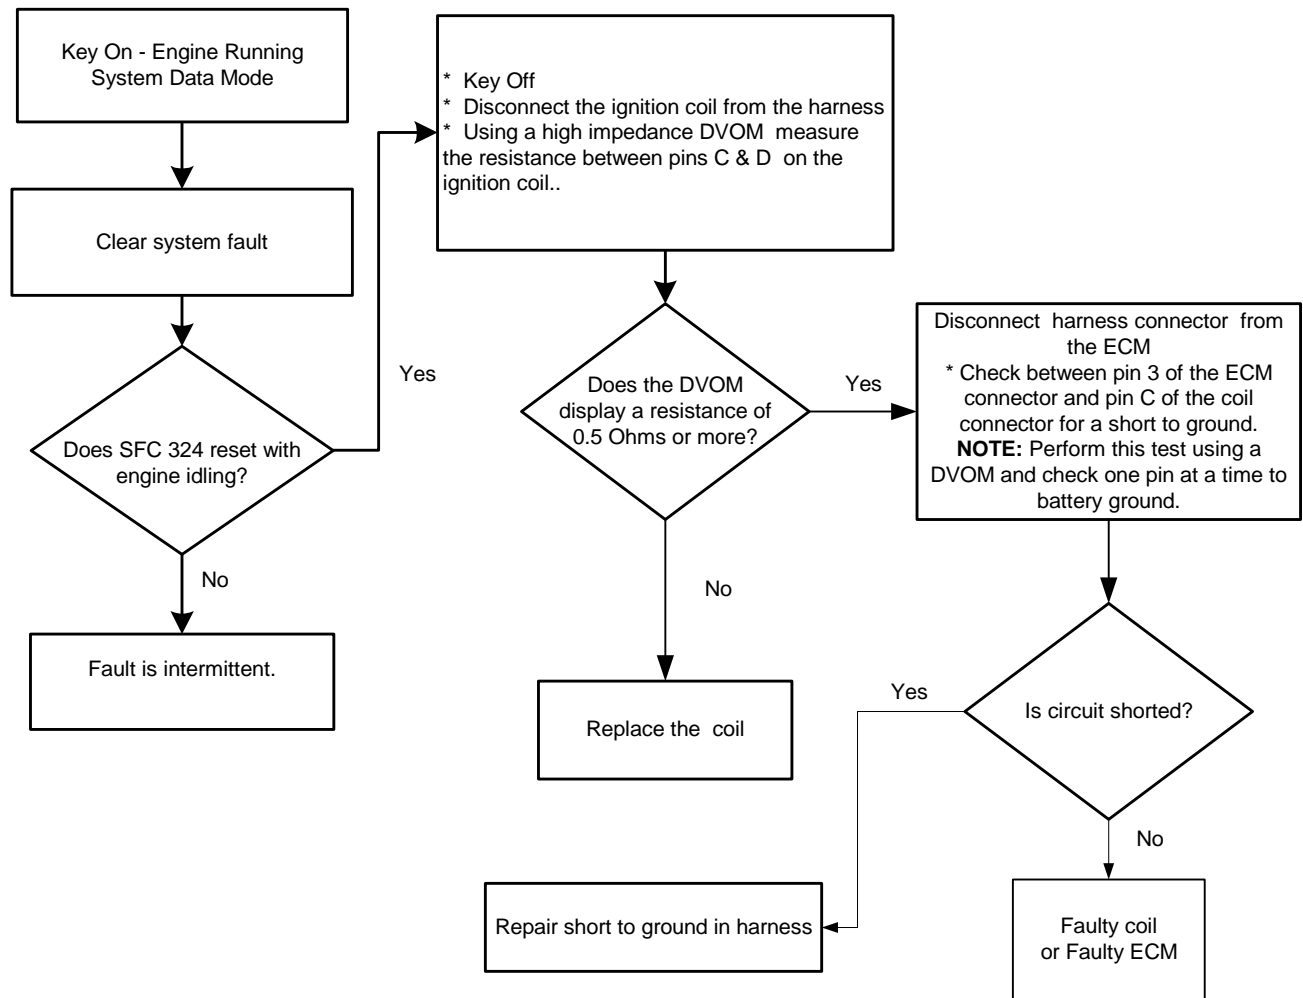 Key On - Engine Running
System Data Mode
Clear system fault
Does SFC 324 reset with
engine idling?
Yes
No
Fault is intermittent.
* Key Off
* Disconnect the ignition coil from the harness
* Using a high impedance DVOM measure
the resistance between pins C & D on the
ignition coil..
Does the DVOM
display a resistance of
0.5 Ohms or more?
Yes
No
Replace the coil
Disconnect harness connector from
the ECM
* Check between pin 3 of the ECM
connector and pin C of the coil
connector for a short to ground.
NOTE: Perform this test using a
DVOM and check one pin at a time to
battery ground.
Is circuit shorted?
Yes
No
Repair short to ground in harness
Faulty coil
or Faulty ECM